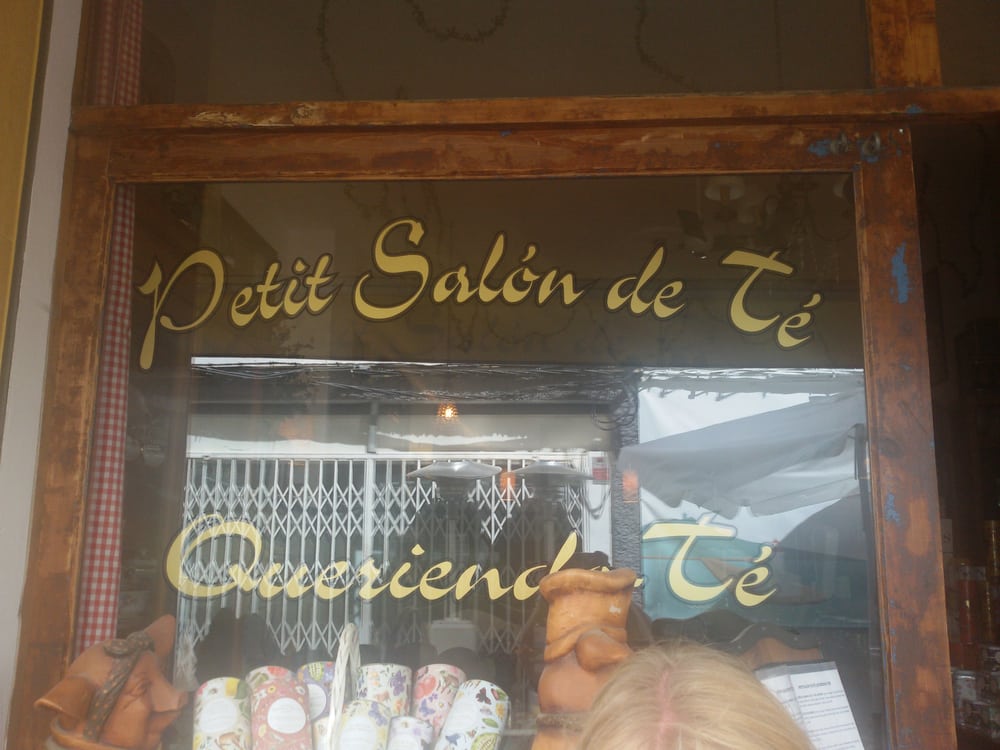 Petit Salón de Té
Queriendo-Té